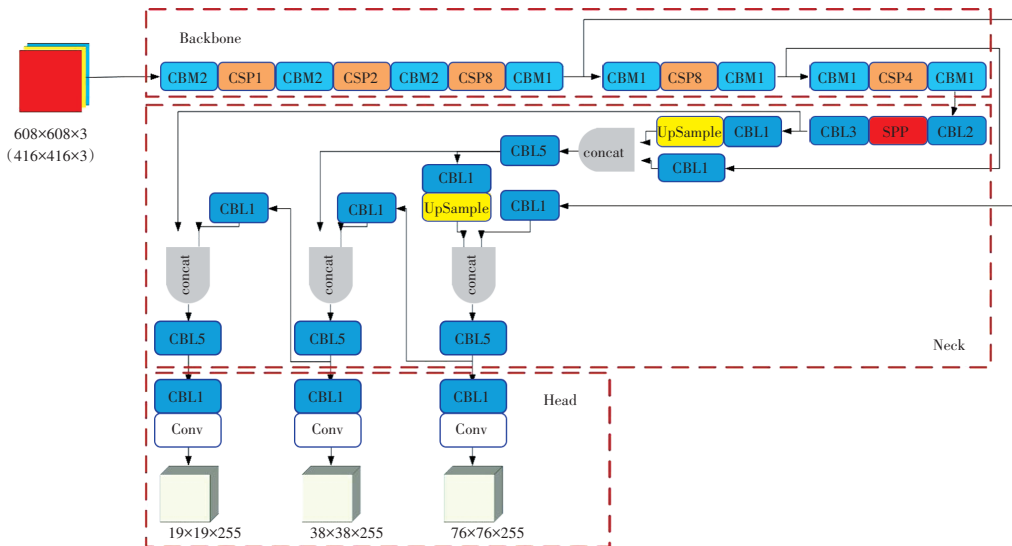 Backbone
CBM2 CSP1 CBM2 CSP2 CBM2 CSP8 CBM1 CBM1 CSP8 CBM1 CBM1 CSP4 CBM1
608×608×3
(416×416×3)
UpSample CBL1 CBL3 SPP CBL2
CBL5 concat
CBL1
CBL1
UpSample
CBL1
CBL1 CBL1
concat concat concat
CBL5 CBL5 CBL5
Neck
CBL1 CBL1 CBL1
Head
Conv Conv Conv
19×19×255 38×38×255 76×76×255